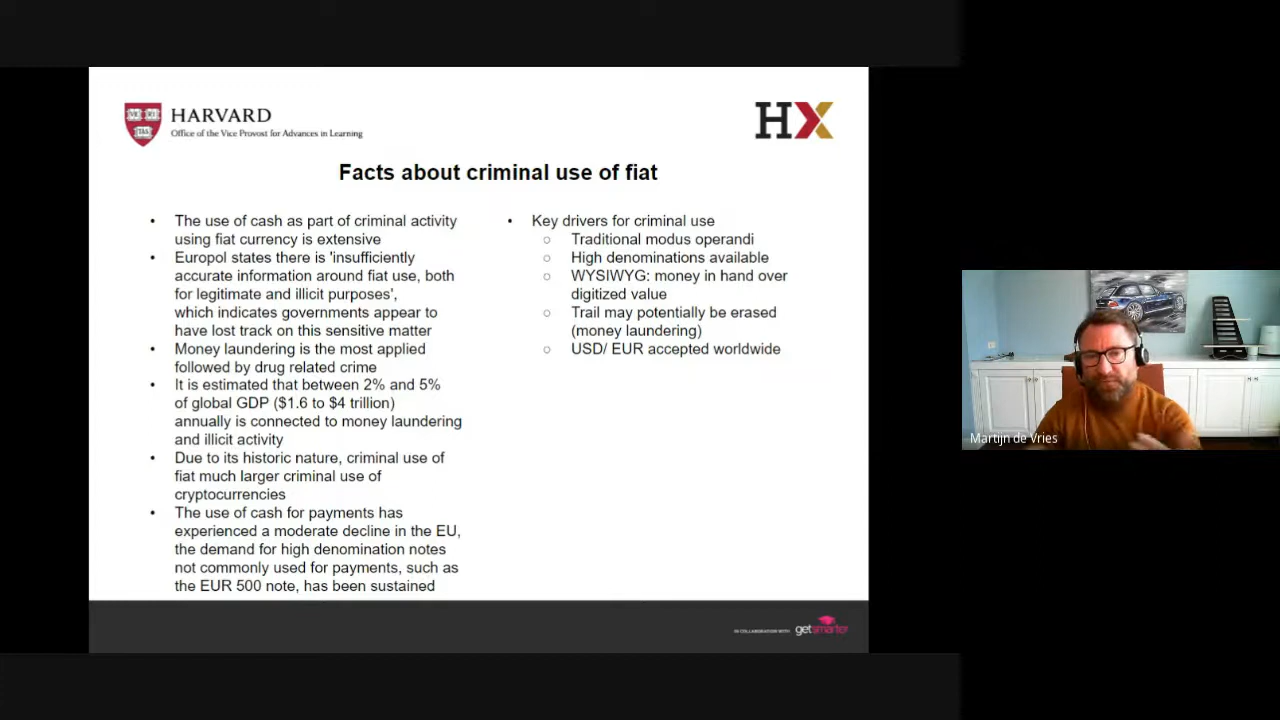 HARVARD
Office of the Vice Provost for Advances in Learning
HX
Facts about criminal use of fiat
• The use of cash as part of criminal activity
using fiat currency is extensive
• Europol states there is 'insufficiently
accurate information around fiat use, both
for legitimate and illicit purposes',
which indicates governments appear to
have lost track on this sensitive matter
• Money laundering is the most applied
followed by drug related crime
• It is estimated that between 2% and 5%
of global GDP ($1.6 to $4 trillion)
annually is connected to money laundering
and illicit activity
• Due to its historic nature, criminal use of
fiat much larger criminal use of
cryptocurrencies
• The use of cash for payments has
experienced a moderate decline in the EU,
the demand for high denomination notes
not commonly used for payments, such as
the EUR 500 note, has been sustained
• Key drivers for criminal use
○ Traditional modus operandi
○ High denominations available
○ WYSIWYG: money in hand over
digitized value
○ Trail may potentially be erased
(money laundering)
○ USD/ EUR accepted worldwide
IN COLLABORATION WITH
getsmarter
Martijn de Vries